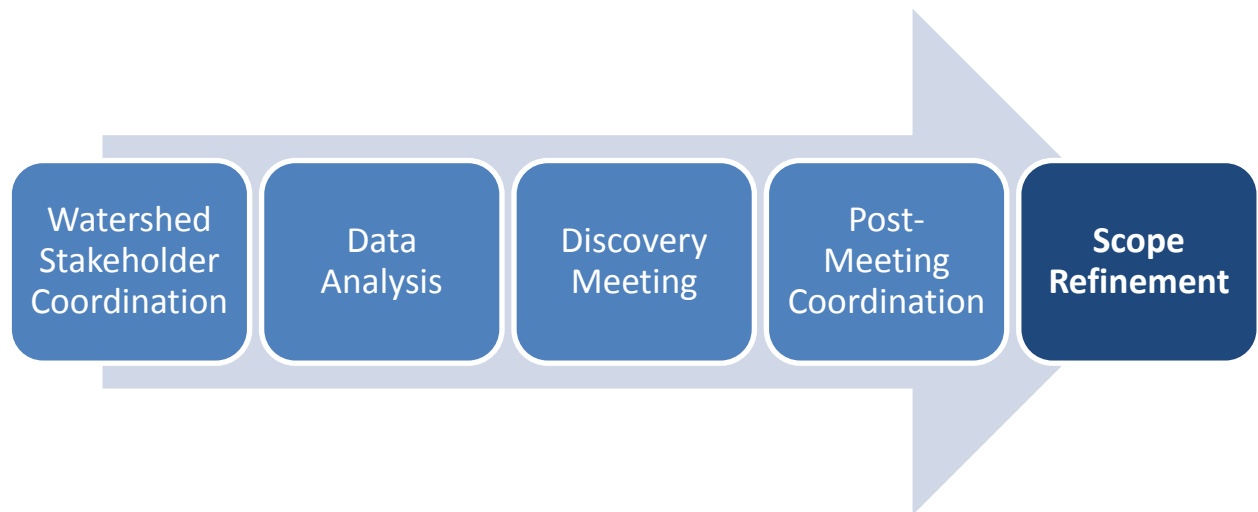 Watershed
Stakeholder
Coordination
Data
Analysis
Discovery
Meeting
Post-
Meeting
Coordination
Scope
Refinement